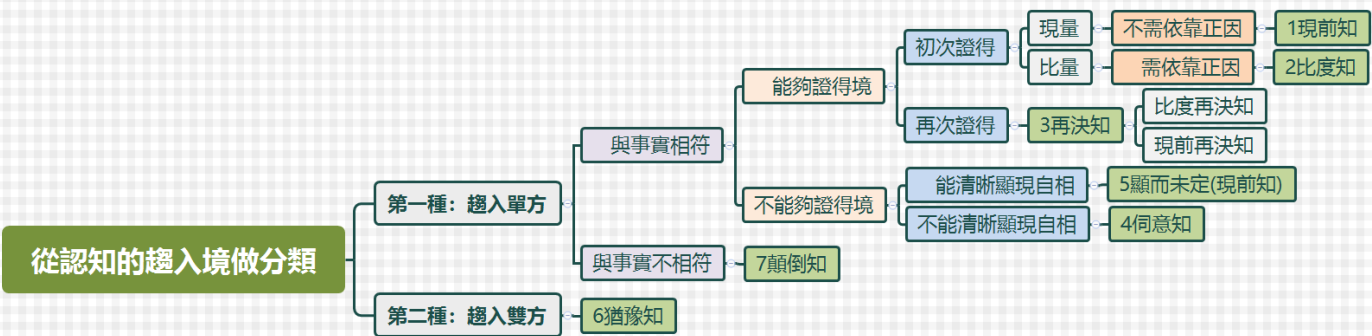 從認知的趨入境做分類
第一種：趨入單方
與事實相符
能夠證得境
初次證得
現量
不需依靠正因
1現前知
比量
需依靠正因
2比度知
再次證得
3再決知
比度再決知
現前再決知
不能夠證得境
能清晰顯現自相
5顯而未定(現前知)
不能清晰顯現自相
4伺意知
與事實不相符
7顛倒知
第二種：趨入雙方
6猶豫知